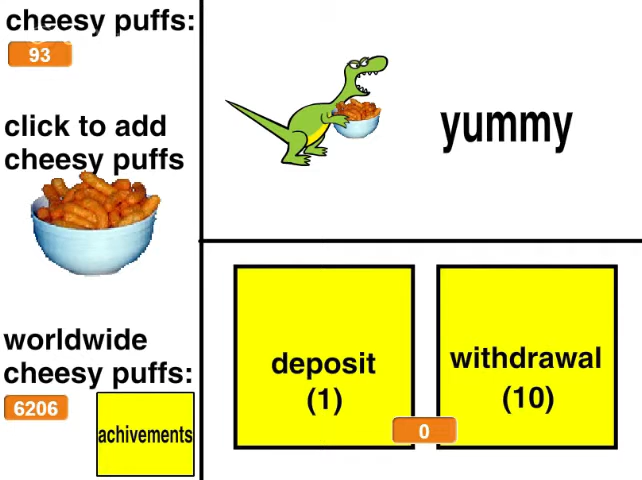 cheesy puffs:
93
click to add
cheesy puffs
yummy
worldwide
cheesy puffs:
6206
achivements
deposit
(1)
withdrawal
(10)
0